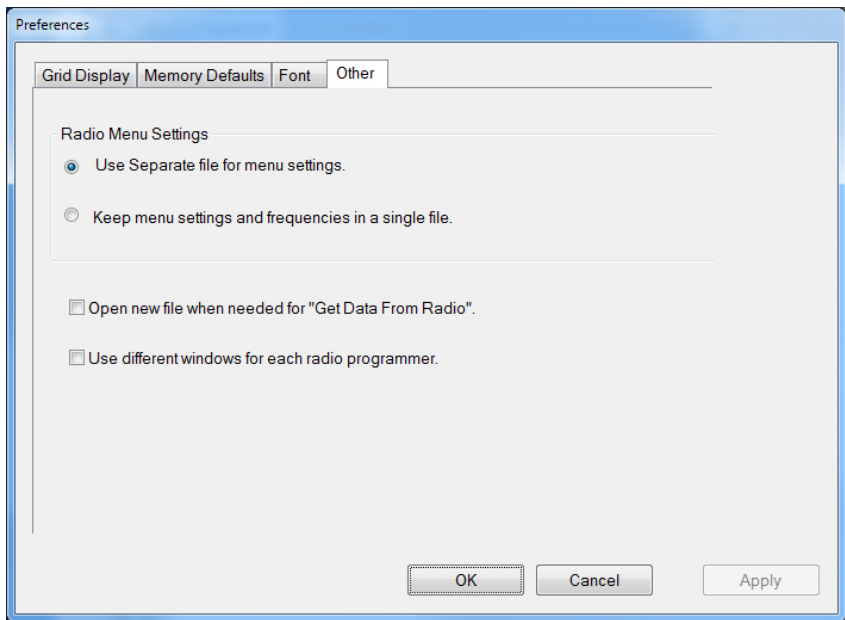 Preferences
Grid Display Memory Defaults Font Other
Radio Menu Settings
Use Separate file for menu settings.
Keep menu settings and frequencies in a single file.
Open new file when needed for "Get Data From Radio".
Use different windows for each radio programmer.
OK Cancel Apply